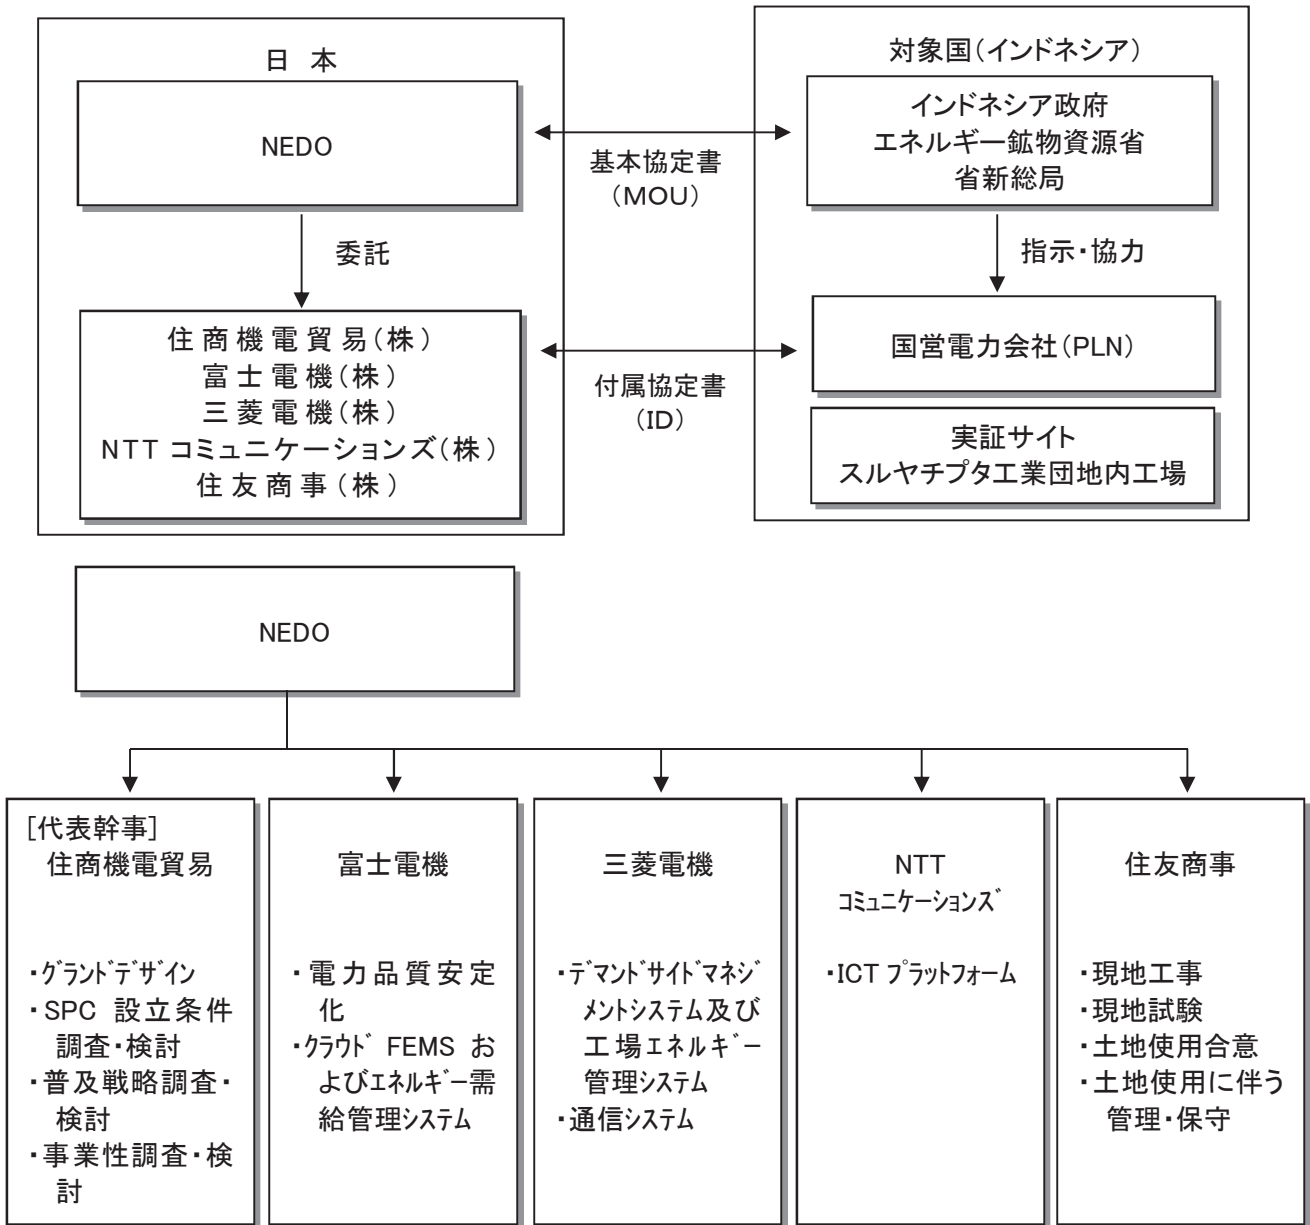 日 本
NEDO
委託
住商機電貿易(株)
富士電機(株)
三菱電機(株)
NTT コミュニケーションズ(株)
住友商事(株)
基本協定書
(MOU)
付属協定書
(ID)
対象国(インドネシア)
インドネシア政府
エネルギー鉱物資源省
省新総局
指示・協力
国営電力会社(PLN)
実証サイト
スルヤチプタ工業団地内工場
NEDO
[代表幹事]
住商機電貿易
・グランドデザイン
・SPC 設立条件
調査・検討
・普及戦略調査・
検討
・事業性調査・検
討
富士電機
・電力品質安定
化
・クラウド FEMS お
よびエネルギー需
給管理システム
三菱電機
・デマンドサイドマネジ
メントシステム及び
工場エネルギー
管理システム
・通信システム
NTT
コミュニケーションズ
・ICT プラットフォーム
住友商事
・現地工事
・現地試験
・土地使用合意
・土地使用に伴う
管理・保守